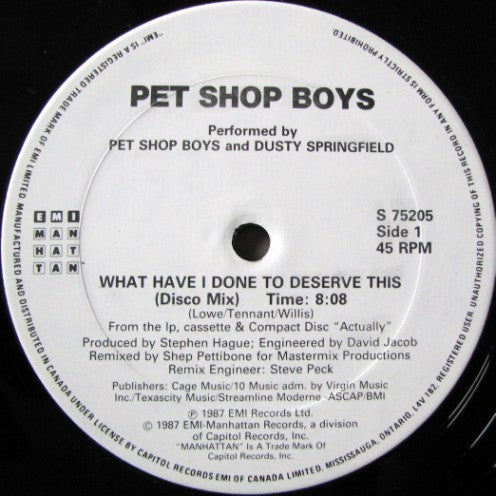 "EMI" IS A REGISTERED TRADE MARK OF EMI LIMITED. MANUFACTURED AND DISTRIBUTED IN CANADA UNDER LICENSE BY CAPITOL RECORDS EMI OF CANADA LIMITED, MISSISSAUGA, ONTARIO, L4V 1B2. EXCLUSIVE REGISTERED USER. UNAUTHORIZED COPYING OF THIS RECORD IN ANY FORM IS STRICTLY PROHIBITED.
PET SHOP BOYS
Performed by
PET SHOP BOYS and DUSTY SPRINGFIELD
EMI
MAN
HAT
TAN™
S 75205
Side 1
45 RPM
WHAT HAVE I DONE TO DESERVE THIS
(Disco Mix) Time: 8:08
(Lowe/Tennant/Willis)
From the lp, cassette & Compact Disc "Actually"
Produced by Stephen Hague; Engineered by David Jacob
Remixed by Shep Pettibone for Mastermix Productions
Remix Engineer: Steve Peck
Publishers: Cage Music/10 Music adm. by Virgin Music
Inc./Texascity Music/Streamline Moderne -ASCAP/BMI
℗ 1987 EMI Records Ltd.
© 1987 EMI-Manhattan Records, a division
of Capitol Records, Inc.
"MANHATTAN" Is A Trade Mark Of
Capitol Records, Inc.